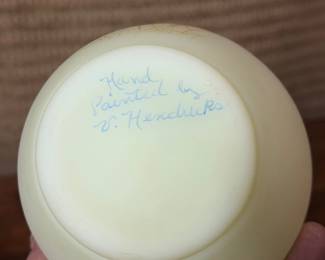 Hand
Painted by
V. Hendricks